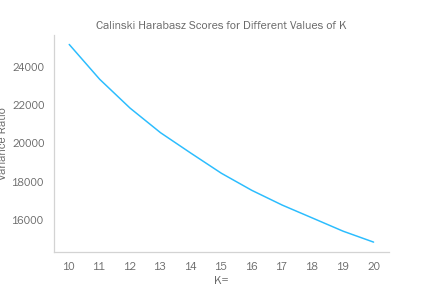 Calinski Harabasz Scores for Different Values of K
Variance Ratio
24000
22000
20000
18000
16000
10 11 12 13 14 15 16 17 18 19 20
K=